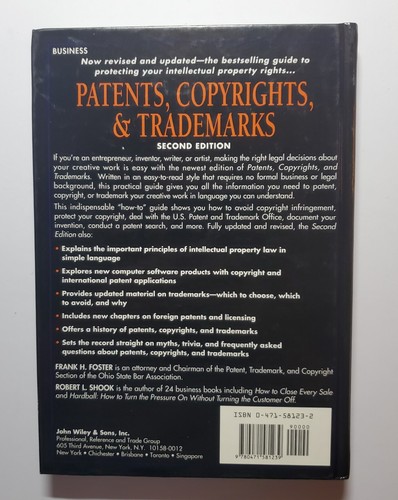 BUSINESS
Now revised and updated—the bestselling guide to
protecting your intellectual property rights...
PATENTS, COPYRIGHTS,
& TRADEMARKS
SECOND EDITION
If you're an entrepreneur, inventor, writer, or artist, making the right legal decisions about
your creative work is easy with the newest edition of Patents, Copyrights, and
Trademarks. Written in an easy-to-read style that requires no formal business or legal
background, this practical guide gives you all the information you need to patent,
copyright, or trademark your creative work in language you can understand.
This indispensable "how-to" guide shows you how to avoid copyright infringement,
protect your copyright, deal with the U.S. Patent and Trademark Office, document your
invention, conduct a patent search, and more. Fully updated and revised, the Second
Edition also:
• Explains the important principles of intellectual property law in
simple language
• Explores new computer software products with copyright and
international patent applications
• Provides updated material on trademarks—which to choose, which
to avoid, and why
• Includes new chapters on foreign patents and licensing
• Offers a history of patents, copyrights, and trademarks
• Sets the record straight on myths, trivia, and frequently asked
questions about patents, copyrights, and trademarks
FRANK H. FOSTER is an attorney and Chairman of the Patent, Trademark, and Copyright
Section of the Ohio State Bar Association.
ROBERT L. SHOOK is the author of 24 business books including How to Close Every Sale
and Hardball: How to Turn the Pressure On Without Turning the Customer Off.
John Wiley & Sons, Inc.
Professional, Reference and Trade Group
605 Third Avenue, New York, N.Y. 10158-0012
New York • Chichester • Brisbane • Toronto • Singapore
ISBN 0-471-58123-2
90000
9 780471 581239